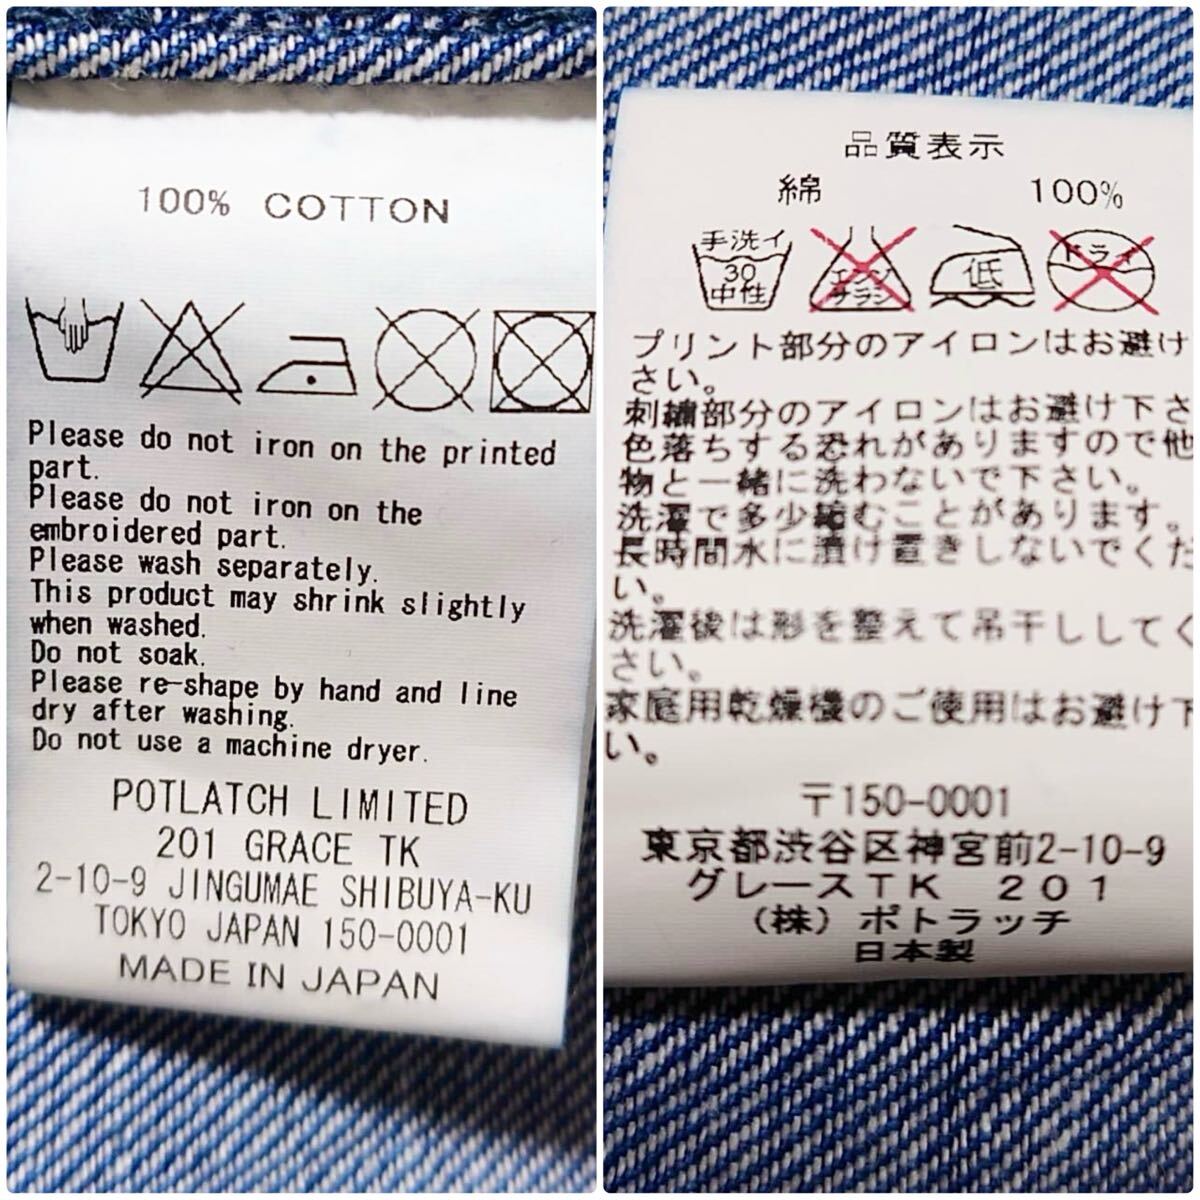 100% COTTON
Please do not iron on the printed
part.
Please do not iron on the
embroidered part.
Please wash separately.
This product may shrink slightly
when washed.
Do not soak.
Please re-shape by hand and line
dry after washing.
Do not use a machine dryer.
POTLATCH LIMITED
201 GRACE TK
2-10-9 JINGUMAE SHIBUYA-KU
TOKYO JAPAN 150-0001
MADE IN JAPAN
品質表示
綿 100%
手洗イ
30
中性
エンソ
サラシ
低
ドライ
プリント部分のアイロンはお避け
さい。
刺繍部分のアイロンはお避け下さ
色落ちする恐れがありますので他
物と一緒に洗わないで下さい。
洗濯で多少縮むことがあります。
長時間水に漬け置きしないでくだ
い。
洗濯後は形を整えて吊干ししてく
さい。
家庭用乾燥機のご使用はお避け下
い。
〒150-0001
東京都渋谷区神宮前2-10-9
グレースTK 201
(株) ポトラッチ
日本製